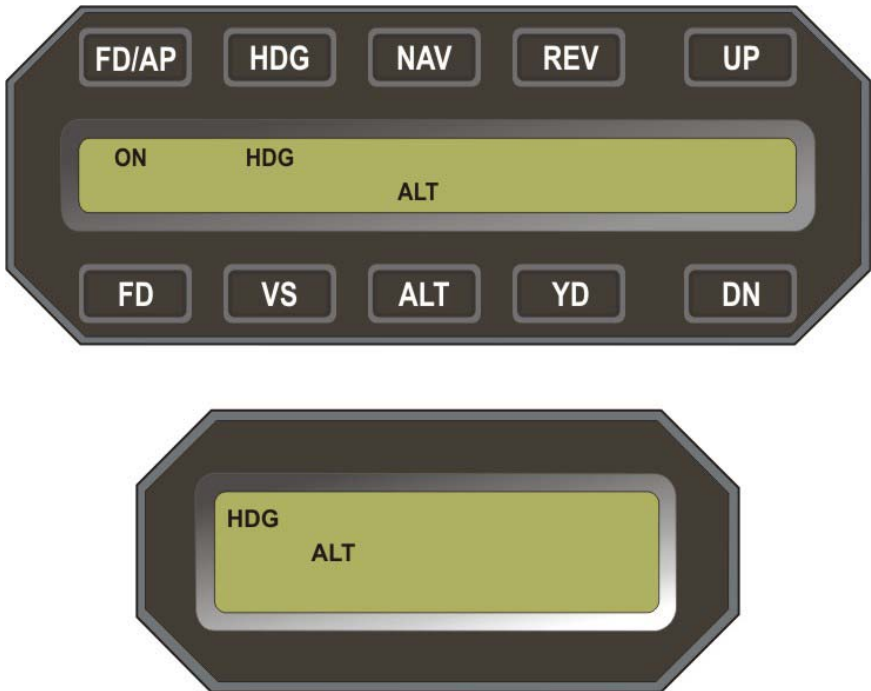 FD/AP HDG NAV REV UP
ON HDG
ALT
FD VS ALT YD DN
HDG
ALT